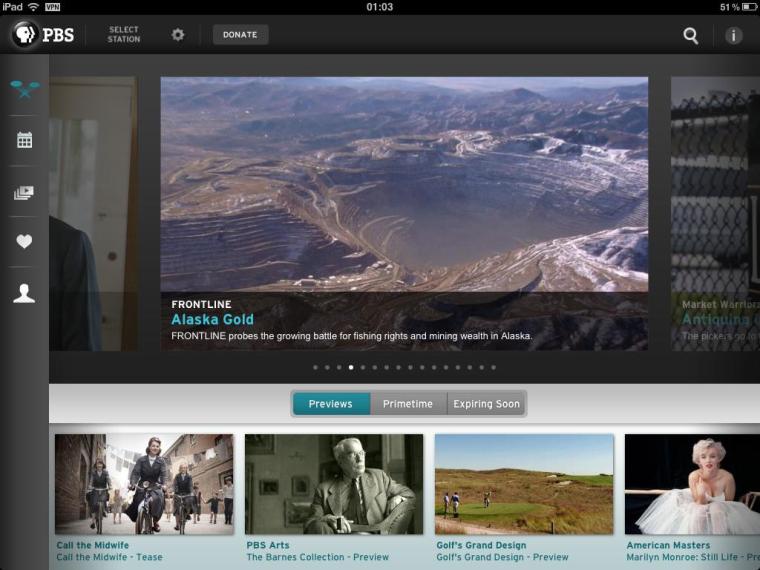 iPad VPN 01:03 51 %
PBS
SELECT
STATION
DONATE
i
FRONTLINE
Alaska Gold
FRONTLINE probes the growing battle for fishing rights and mining wealth in Alaska.
Market Warriors
Antiquing
The pickers go to
Previews Primetime Expiring Soon
Call the Midwife
Call the Midwife - Tease
PBS Arts
The Barnes Collection - Preview
Golf's Grand Design
Golf's Grand Design - Preview
American Masters
Marilyn Monroe: Still Life - Pre